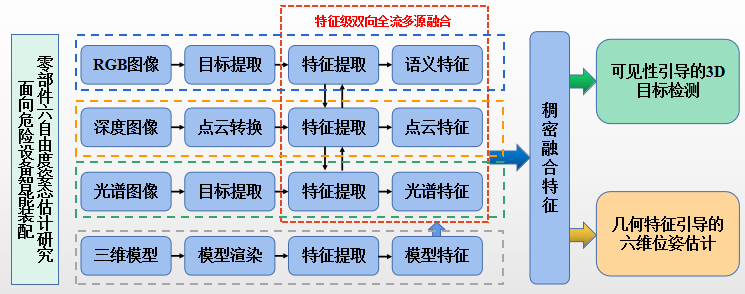 面向危险设备智能装配
零部件六自由度姿态估计研究
特征级双向全流多源融合
RGB图像
目标提取
特征提取
语义特征
深度图像
点云转换
特征提取
点云特征
光谱图像
目标提取
特征提取
光谱特征
三维模型
模型渲染
特征提取
模型特征
稠密融合特征
可见性引导的3D
目标检测
几何特征引导的
六维位姿估计